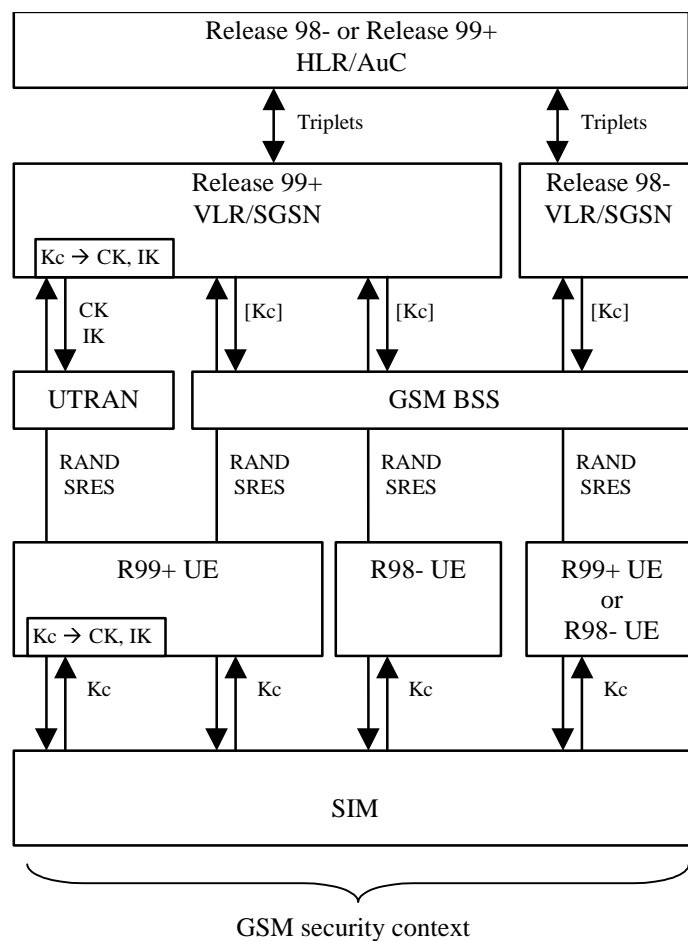 Release 98- or Release 99+
HLR/AuC
Triplets
Triplets
Release 99+
VLR/SGSN
Release 98-
VLR/SGSN
Kc → CK, IK
CK
IK
[Kc]
[Kc]
[Kc]
UTRAN
GSM BSS
RAND
SRES
RAND
SRES
RAND
SRES
RAND
SRES
R99+ UE
R98- UE
R99+ UE
or
R98- UE
Kc → CK, IK
Kc
Kc
Kc
Kc
SIM
GSM security context